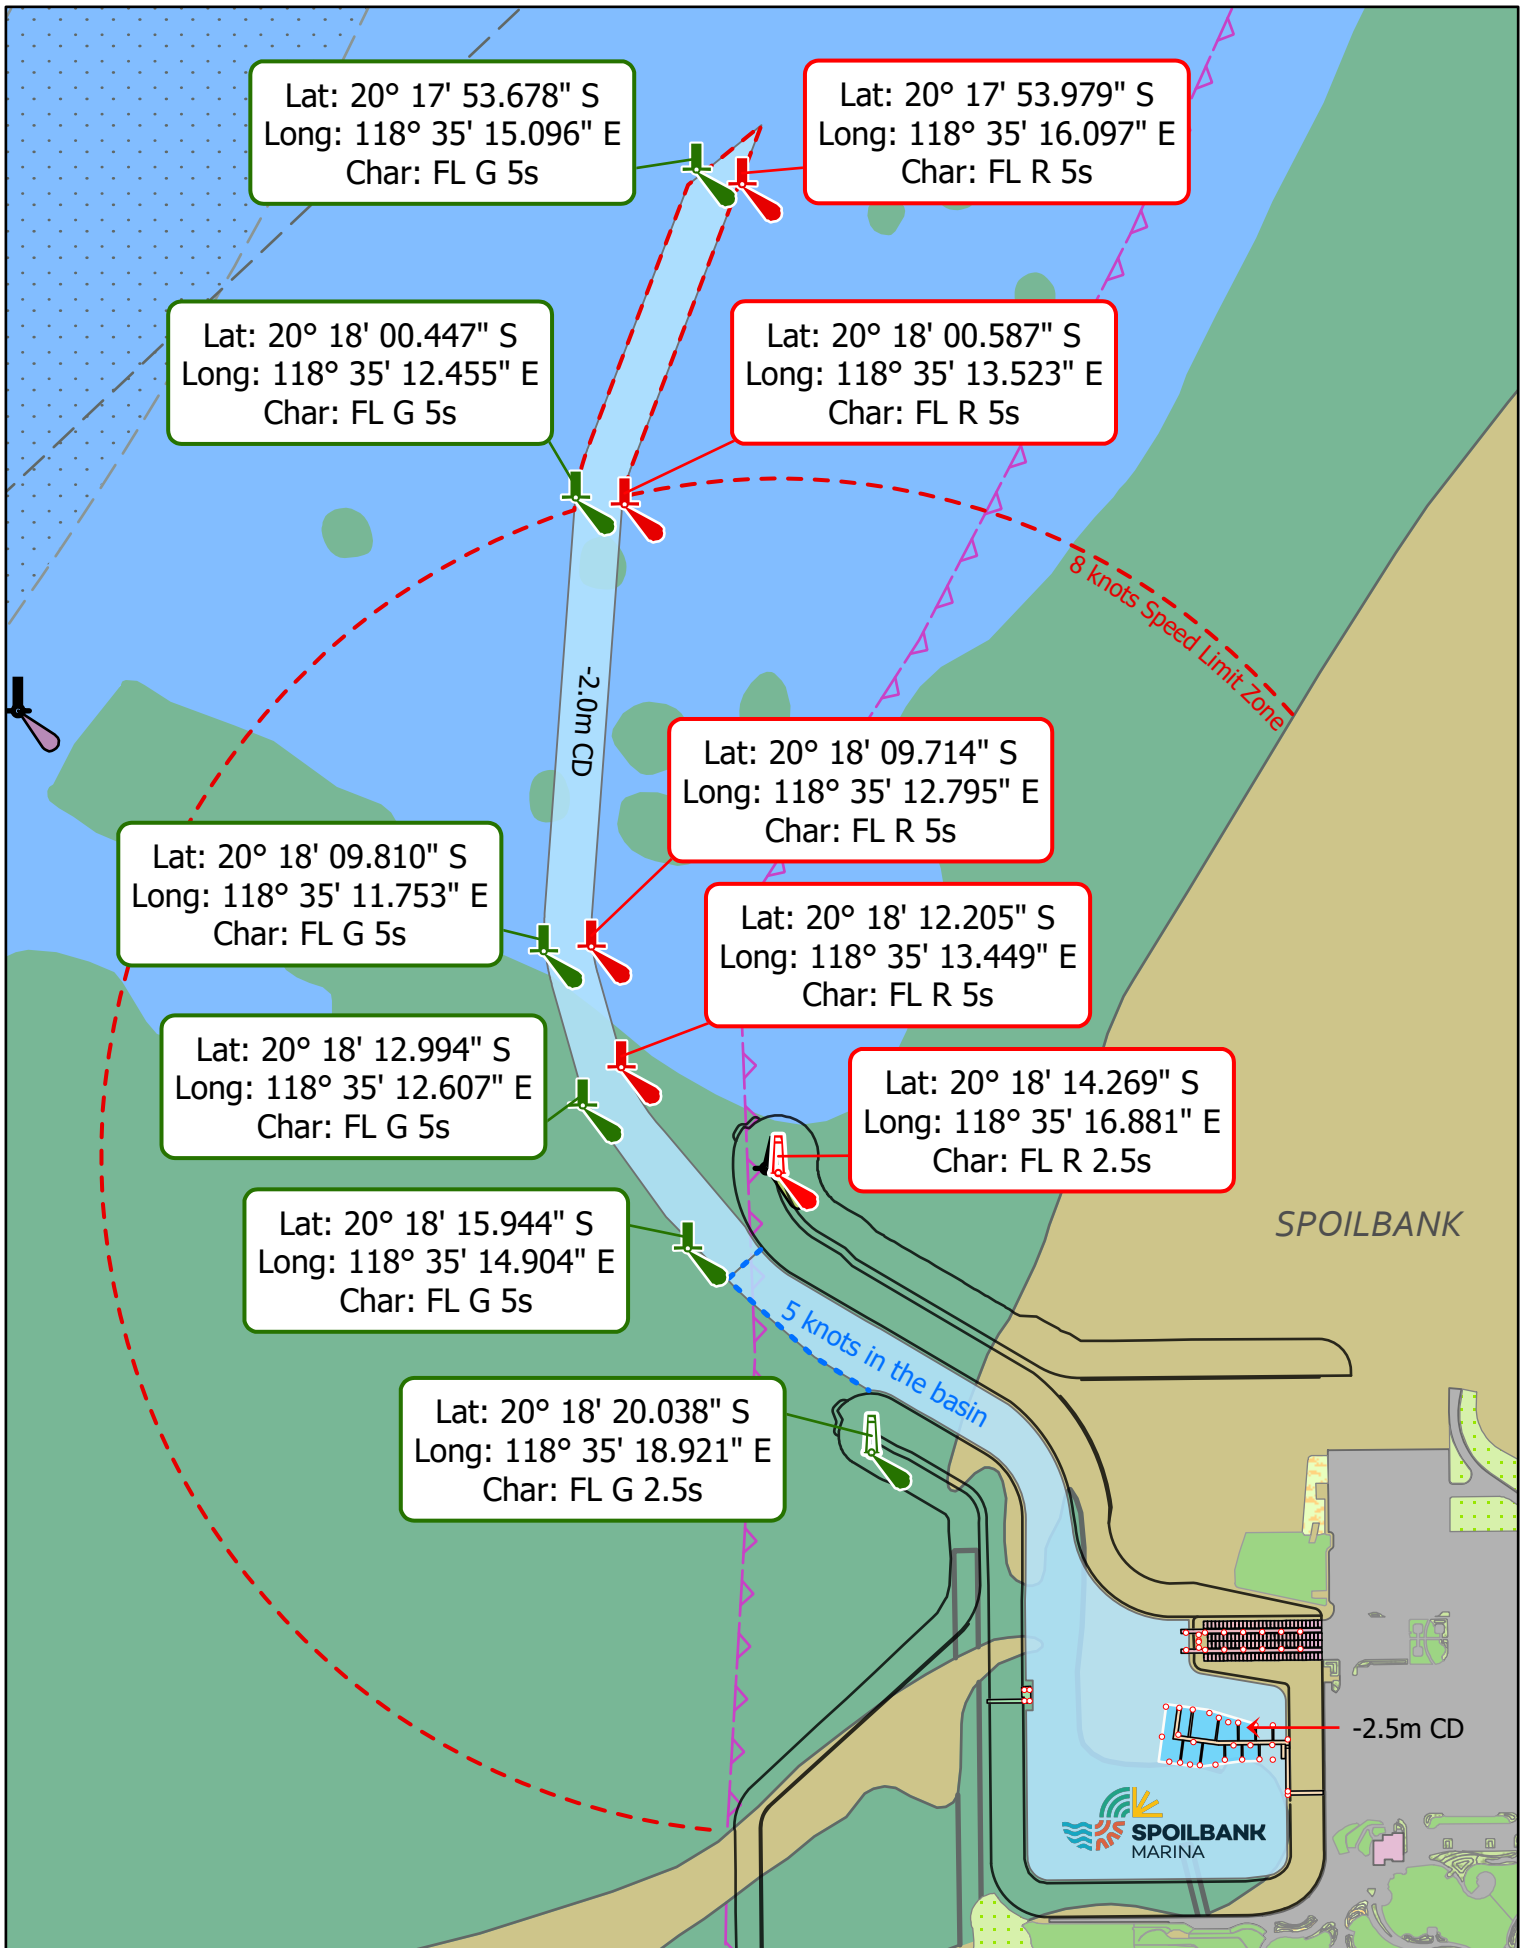 Lat: 20° 17' 53.678" S
Long: 118° 35' 15.096" E
Char: FL G 5s
Lat: 20° 17' 53.979" S
Long: 118° 35' 16.097" E
Char: FL R 5s
Lat: 20° 18' 00.447" S
Long: 118° 35' 12.455" E
Char: FL G 5s
Lat: 20° 18' 00.587" S
Long: 118° 35' 13.523" E
Char: FL R 5s
8 knots Speed Limit Zone
-2.0m CD
Lat: 20° 18' 09.714" S
Long: 118° 35' 12.795" E
Char: FL R 5s
Lat: 20° 18' 09.810" S
Long: 118° 35' 11.753" E
Char: FL G 5s
Lat: 20° 18' 12.205" S
Long: 118° 35' 13.449" E
Char: FL R 5s
Lat: 20° 18' 12.994" S
Long: 118° 35' 12.607" E
Char: FL G 5s
Lat: 20° 18' 14.269" S
Long: 118° 35' 16.881" E
Char: FL R 2.5s
SPOILBANK
Lat: 20° 18' 15.944" S
Long: 118° 35' 14.904" E
Char: FL G 5s
5 knots in the basin
Lat: 20° 18' 20.038" S
Long: 118° 35' 18.921" E
Char: FL G 2.5s
-2.5m CD
SPOILBANK
MARINA